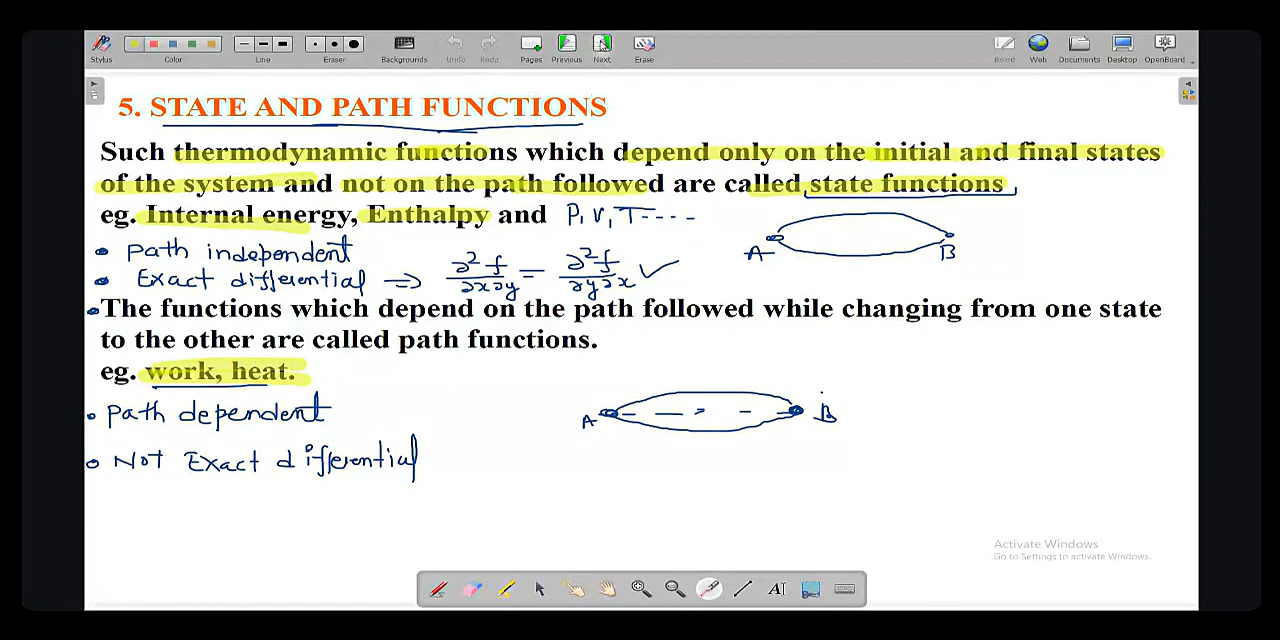 Stylus Color Line Eraser Backgrounds Undo Redo Pages Previous Next Erase Board Web Documents Desktop OpenBoard
5. STATE AND PATH FUNCTIONS
Such thermodynamic functions which depend only on the initial and final states
of the system and not on the path followed are called state functions
eg. Internal energy, Enthalpy and P, V, T----
A B
• Path independent
• Exact differential => ∂²f/∂x∂y = ∂²f/∂y∂x ✓
• The functions which depend on the path followed while changing from one state
to the other are called path functions.
eg. work, heat.
• Path dependent
A B
• Not Exact differential
Activate Windows
Go to Settings to activate Windows.